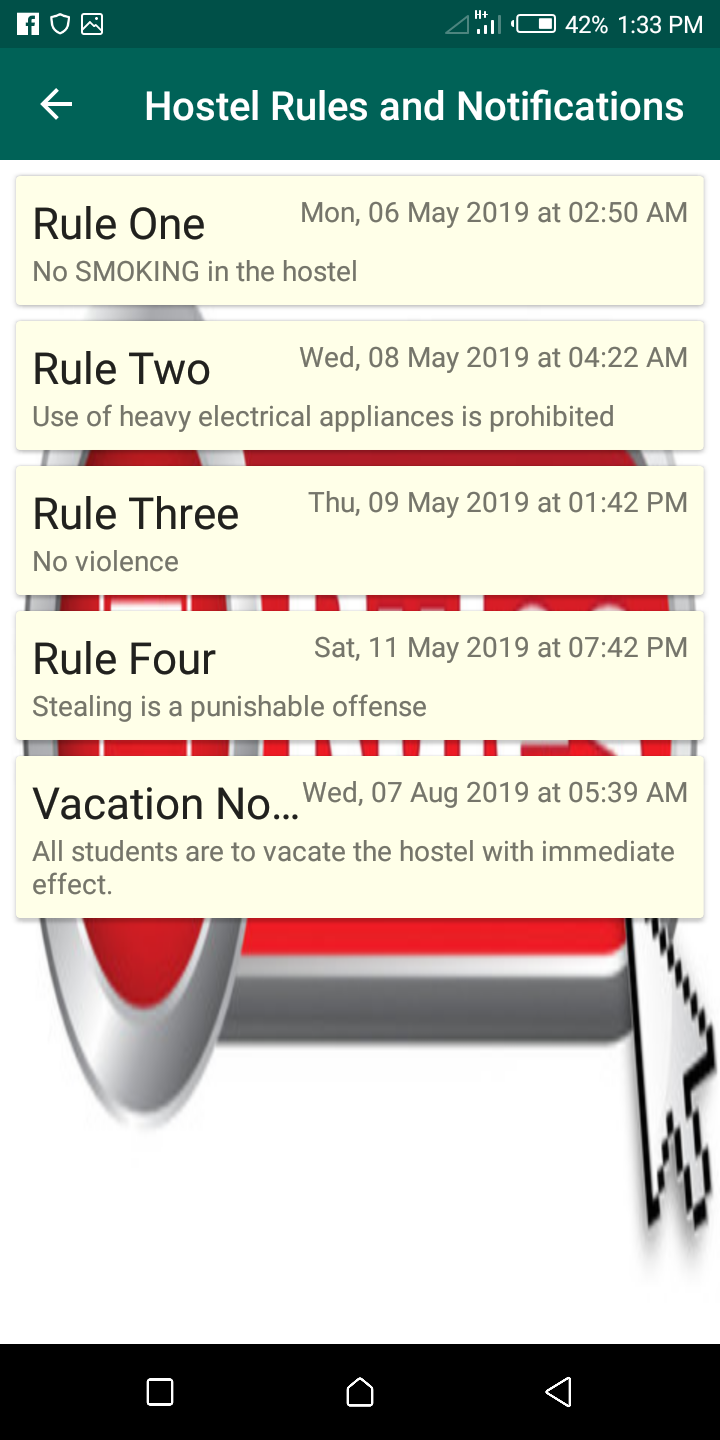 H+ 42% 1:33 PM
Hostel Rules and Notifications
Rule One Mon, 06 May 2019 at 02:50 AM
No SMOKING in the hostel
Rule Two Wed, 08 May 2019 at 04:22 AM
Use of heavy electrical appliances is prohibited
Rule Three Thu, 09 May 2019 at 01:42 PM
No violence
Rule Four Sat, 11 May 2019 at 07:42 PM
Stealing is a punishable offense
Vacation No... Wed, 07 Aug 2019 at 05:39 AM
All students are to vacate the hostel with immediate
effect.